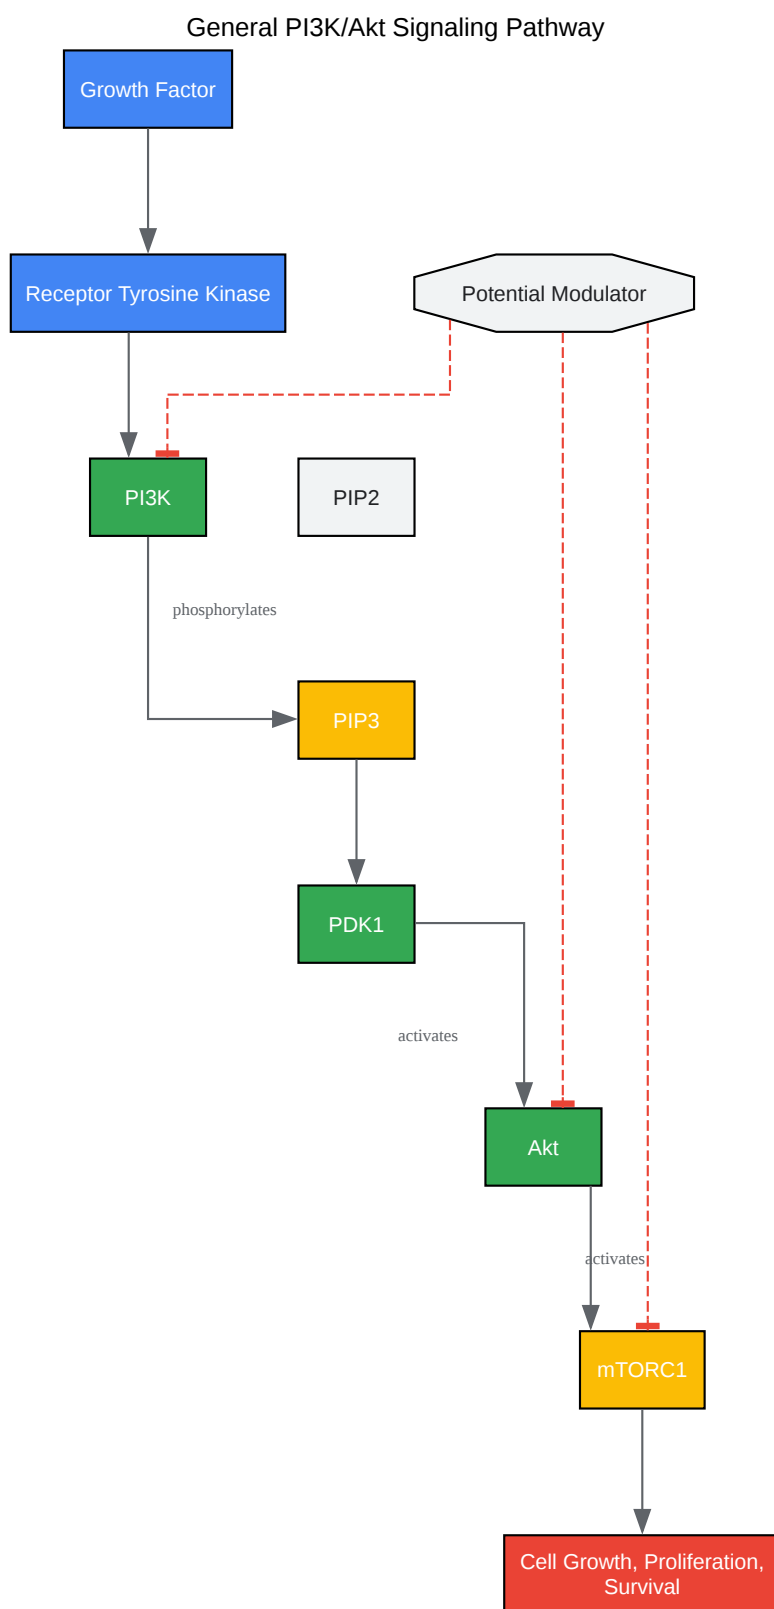 General PI3K/Akt Signaling Pathway
Growth Factor
Receptor Tyrosine Kinase
Potential Modulator
PI3K
PIP2
phosphorylates
PIP3
PDK1
activates
Akt
activates
mTORC1
Cell Growth, Proliferation,
Survival